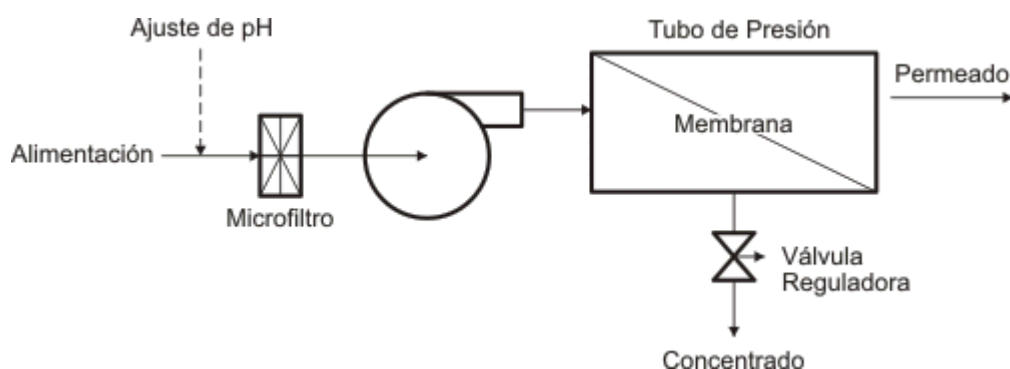 Ajuste de pH
Tubo de Presión
Permeado
Membrana
Alimentación
Microfiltro
Válvula
Reguladora
Concentrado